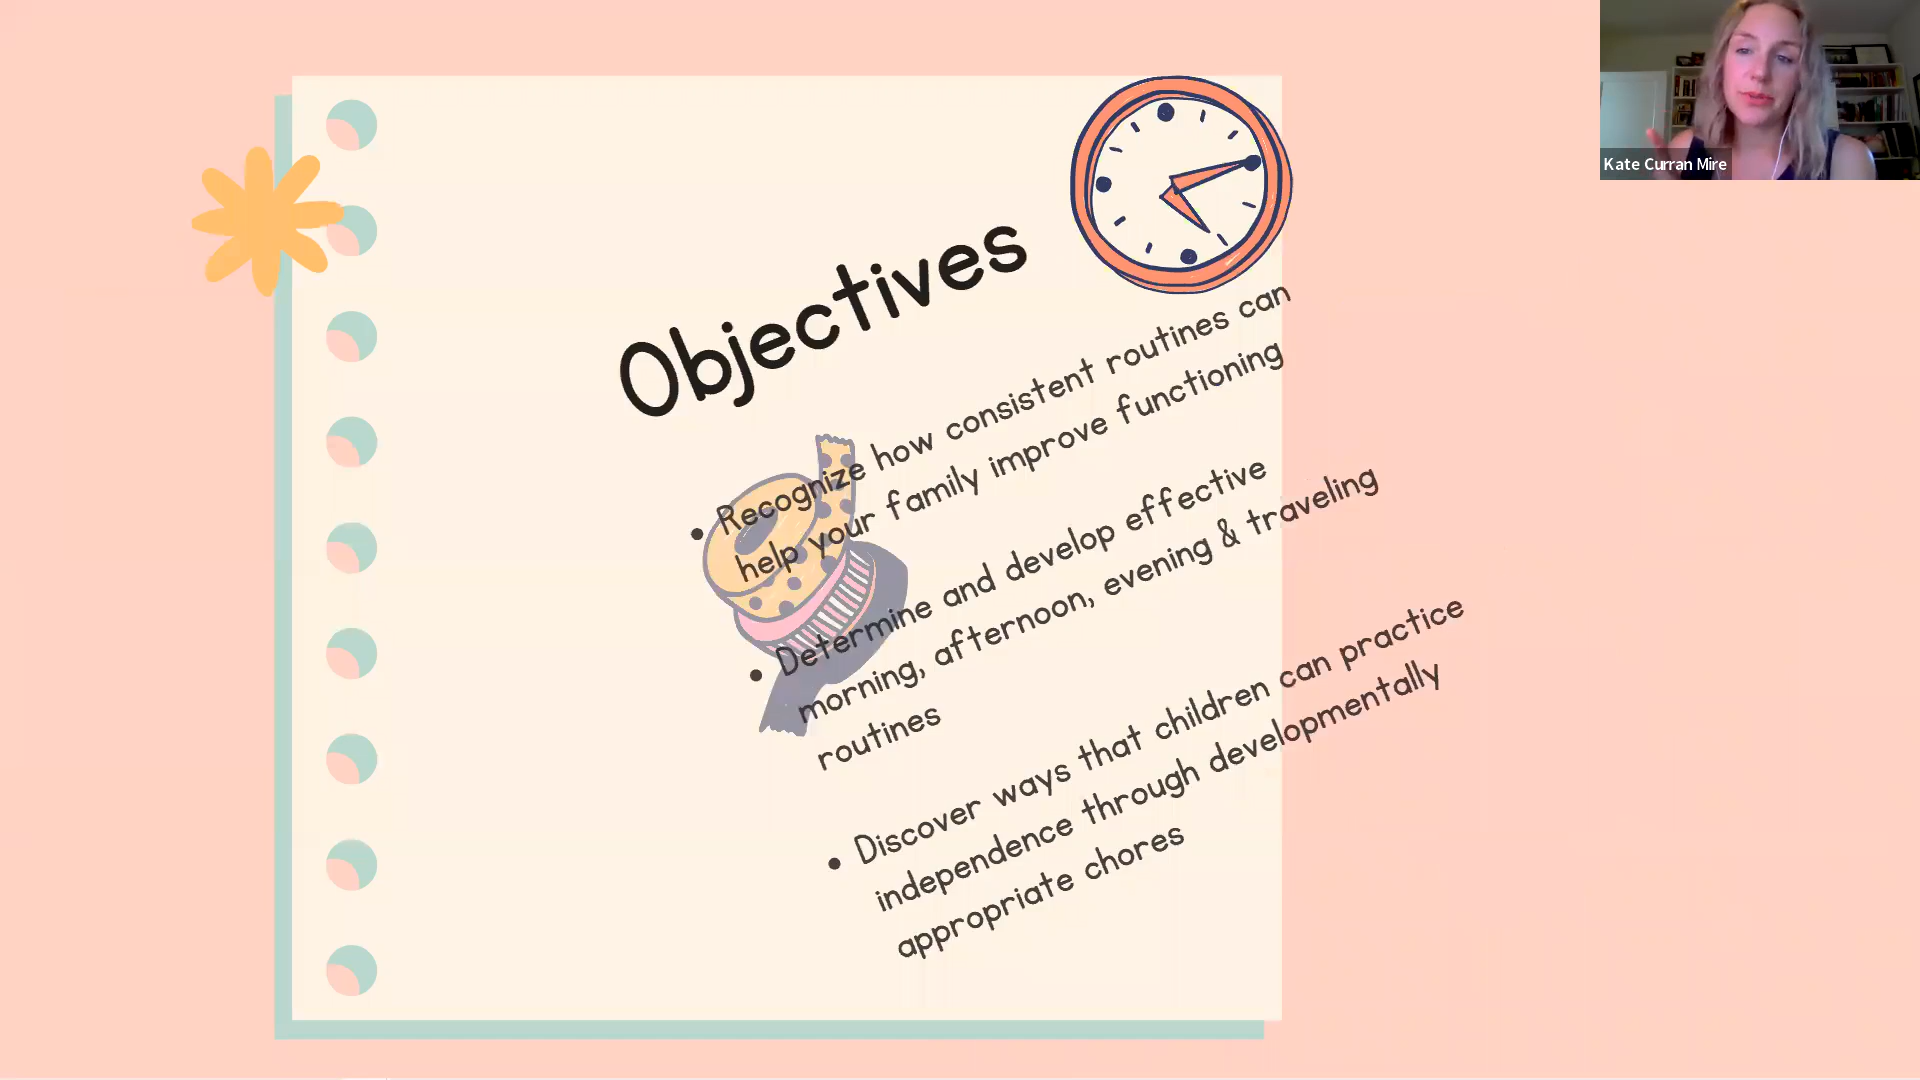 Kate Curran Mire
Objectives
• Recognize how consistent routines can
help your family improve functioning
• Determine and develop effective
morning, afternoon, evening & traveling
routines
• Discover ways that children can practice
independence through developmentally
appropriate chores